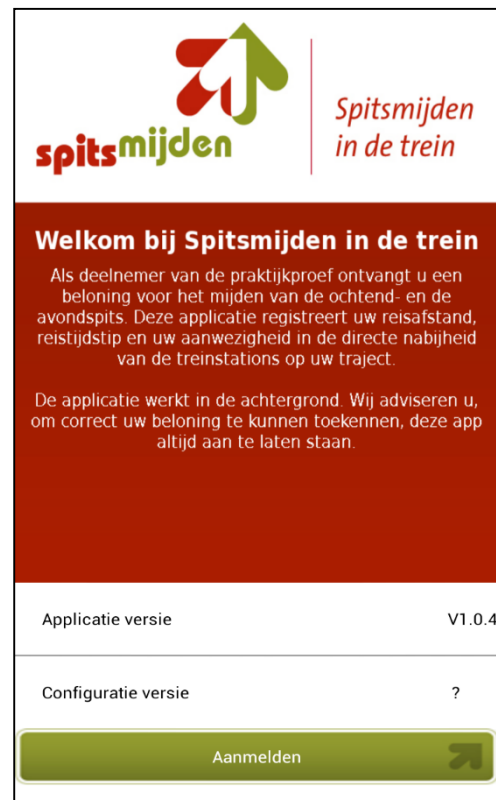 spitsmijden
Spitsmijden
in de trein
Welkom bij Spitsmijden in de trein
Als deelnemer van de praktijkproef ontvangt u een
beloning voor het mijden van de ochtend- en de
avondspits. Deze applicatie registreert uw reisafstand,
reistijdstip en uw aanwezigheid in de directe nabijheid
van de treinstations op uw traject.
De applicatie werkt in de achtergrond. Wij adviseren u,
om correct uw beloning te kunnen toekennen, deze app
altijd aan te laten staan.
Applicatie versie V1.0.4
Configuratie versie ?
Aanmelden